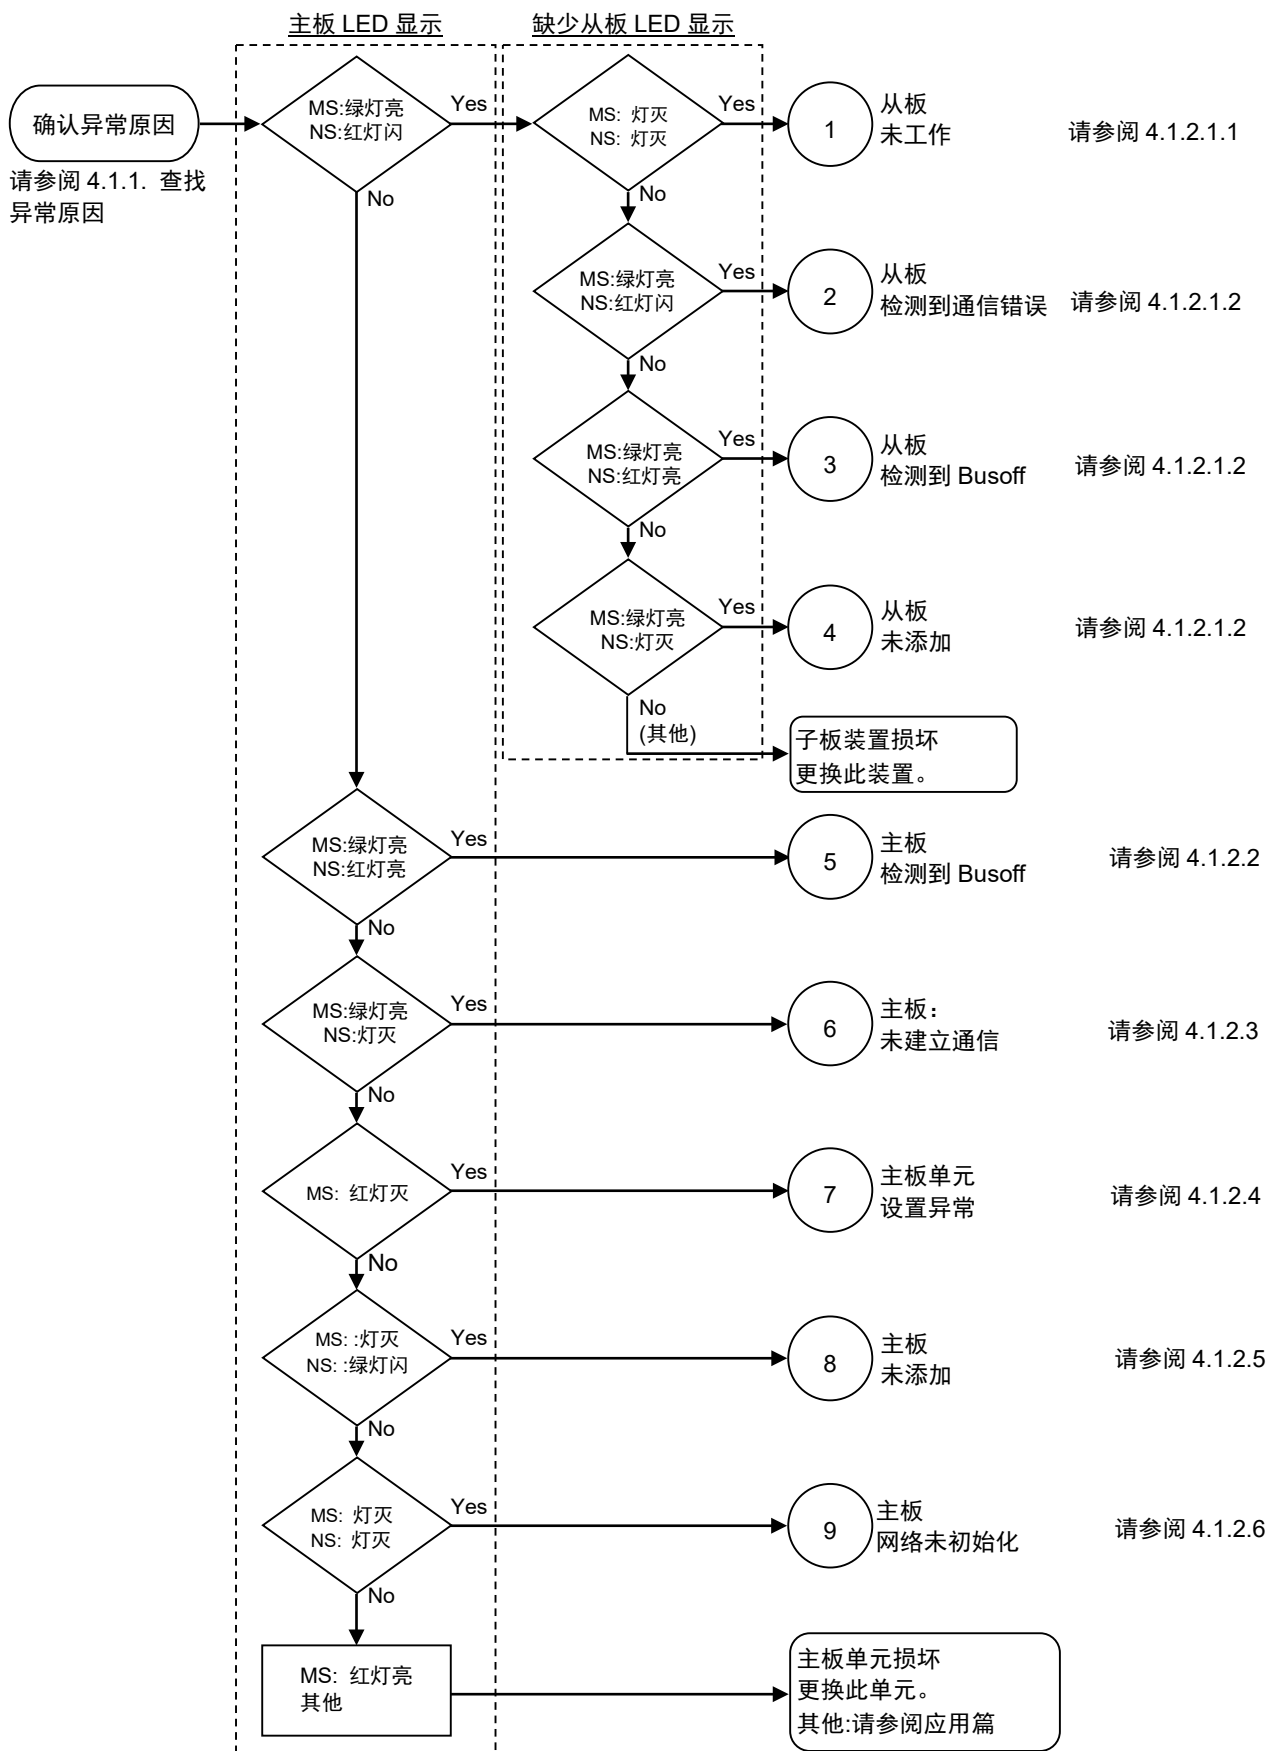 主板 LED 显示
缺少从板 LED 显示
确认异常原因
请参阅 4.1.1. 查找
异常原因
MS:绿灯亮
NS:红灯闪
Yes
No
MS: 灯灭
NS: 灯灭
Yes
1
从板
未工作
请参阅 4.1.2.1.1
No
MS:绿灯亮
NS:红灯闪
Yes
2
从板
检测到通信错误
请参阅 4.1.2.1.2
No
MS:绿灯亮
NS:红灯亮
Yes
3
从板
检测到 Busoff
请参阅 4.1.2.1.2
No
MS:绿灯亮
NS:灯灭
Yes
4
从板
未添加
请参阅 4.1.2.1.2
No
(其他)
子板装置损坏
更换此装置。
MS:绿灯亮
NS:红灯亮
Yes
5
主板
检测到 Busoff
请参阅 4.1.2.2
No
MS:绿灯亮
NS:灯灭
Yes
6
主板：
未建立通信
请参阅 4.1.2.3
No
MS: 红灯灭
Yes
7
主板单元
设置异常
请参阅 4.1.2.4
No
MS: :灯灭
NS: :绿灯闪
Yes
8
主板
未添加
请参阅 4.1.2.5
No
MS: 灯灭
NS: 灯灭
Yes
9
主板
网络未初始化
请参阅 4.1.2.6
No
MS: 红灯亮
其他
主板单元损坏
更换此单元。
其他:请参阅应用篇